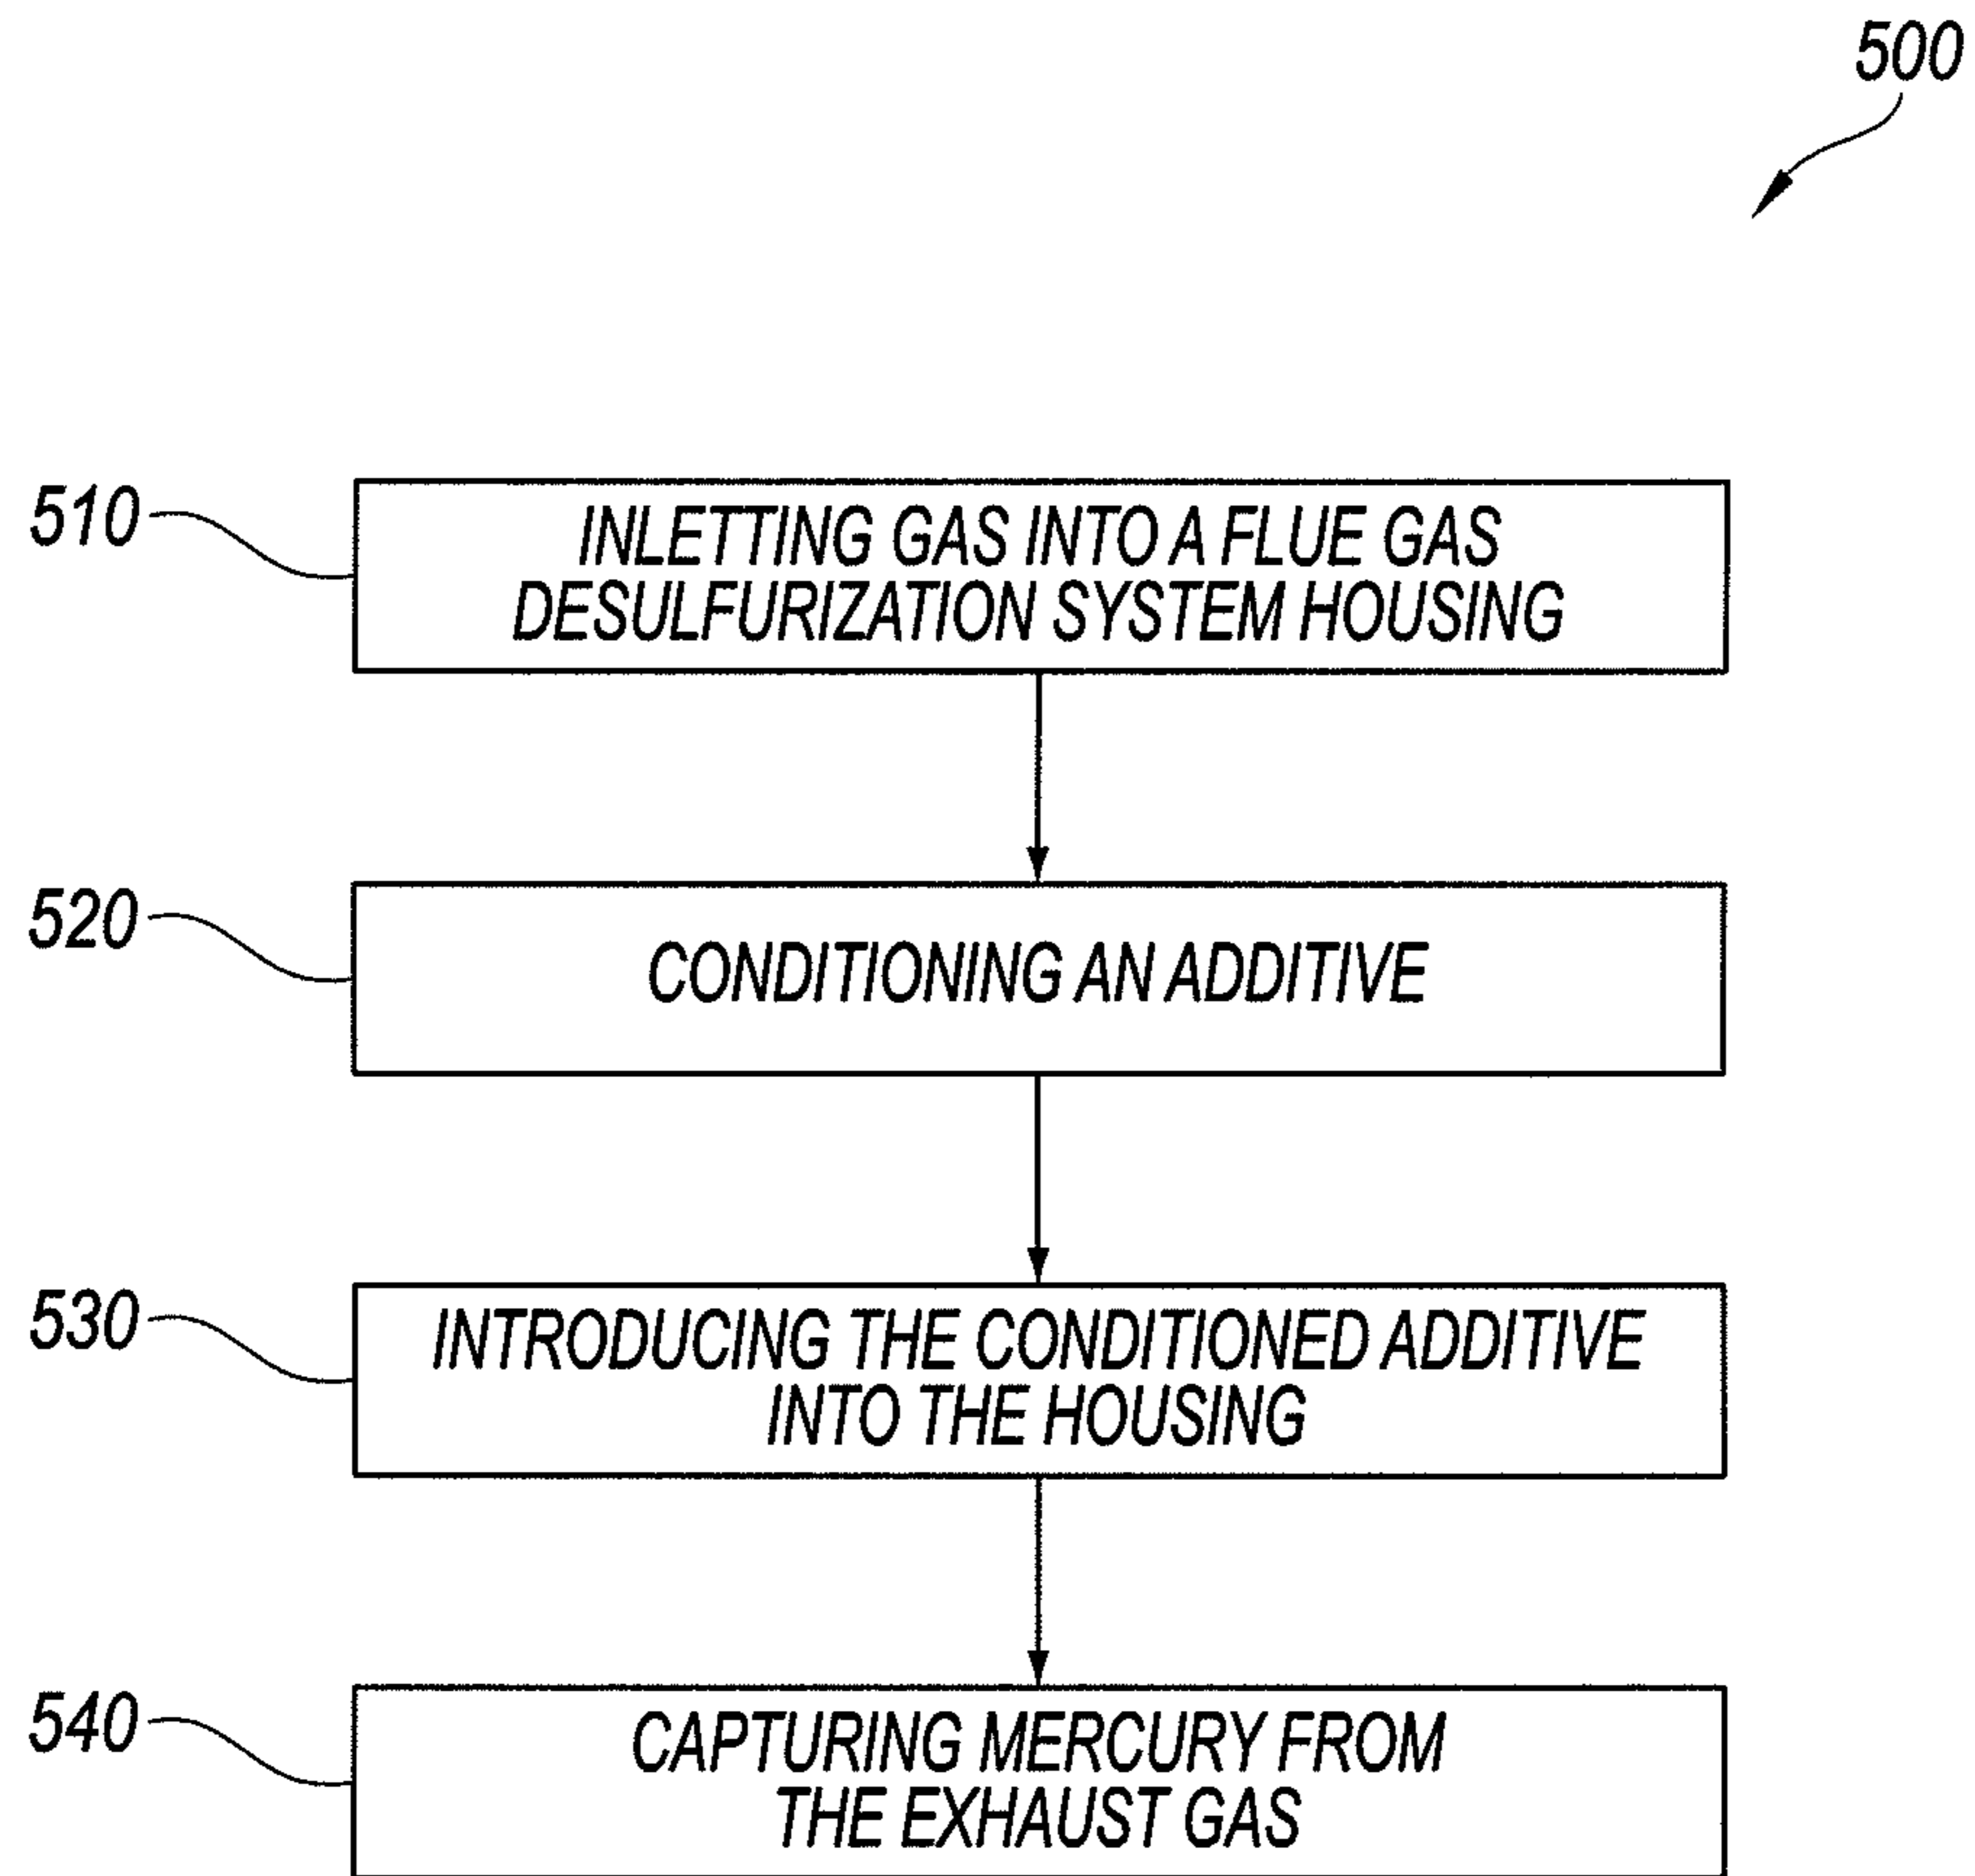 500
510
INLETTING GAS INTO A FLUE GAS
DESULFURIZATION SYSTEM HOUSING
520
CONDITIONING AN ADDITIVE
530
INTRODUCING THE CONDITIONED ADDITIVE
INTO THE HOUSING
540
CAPTURING MERCURY FROM
THE EXHAUST GAS